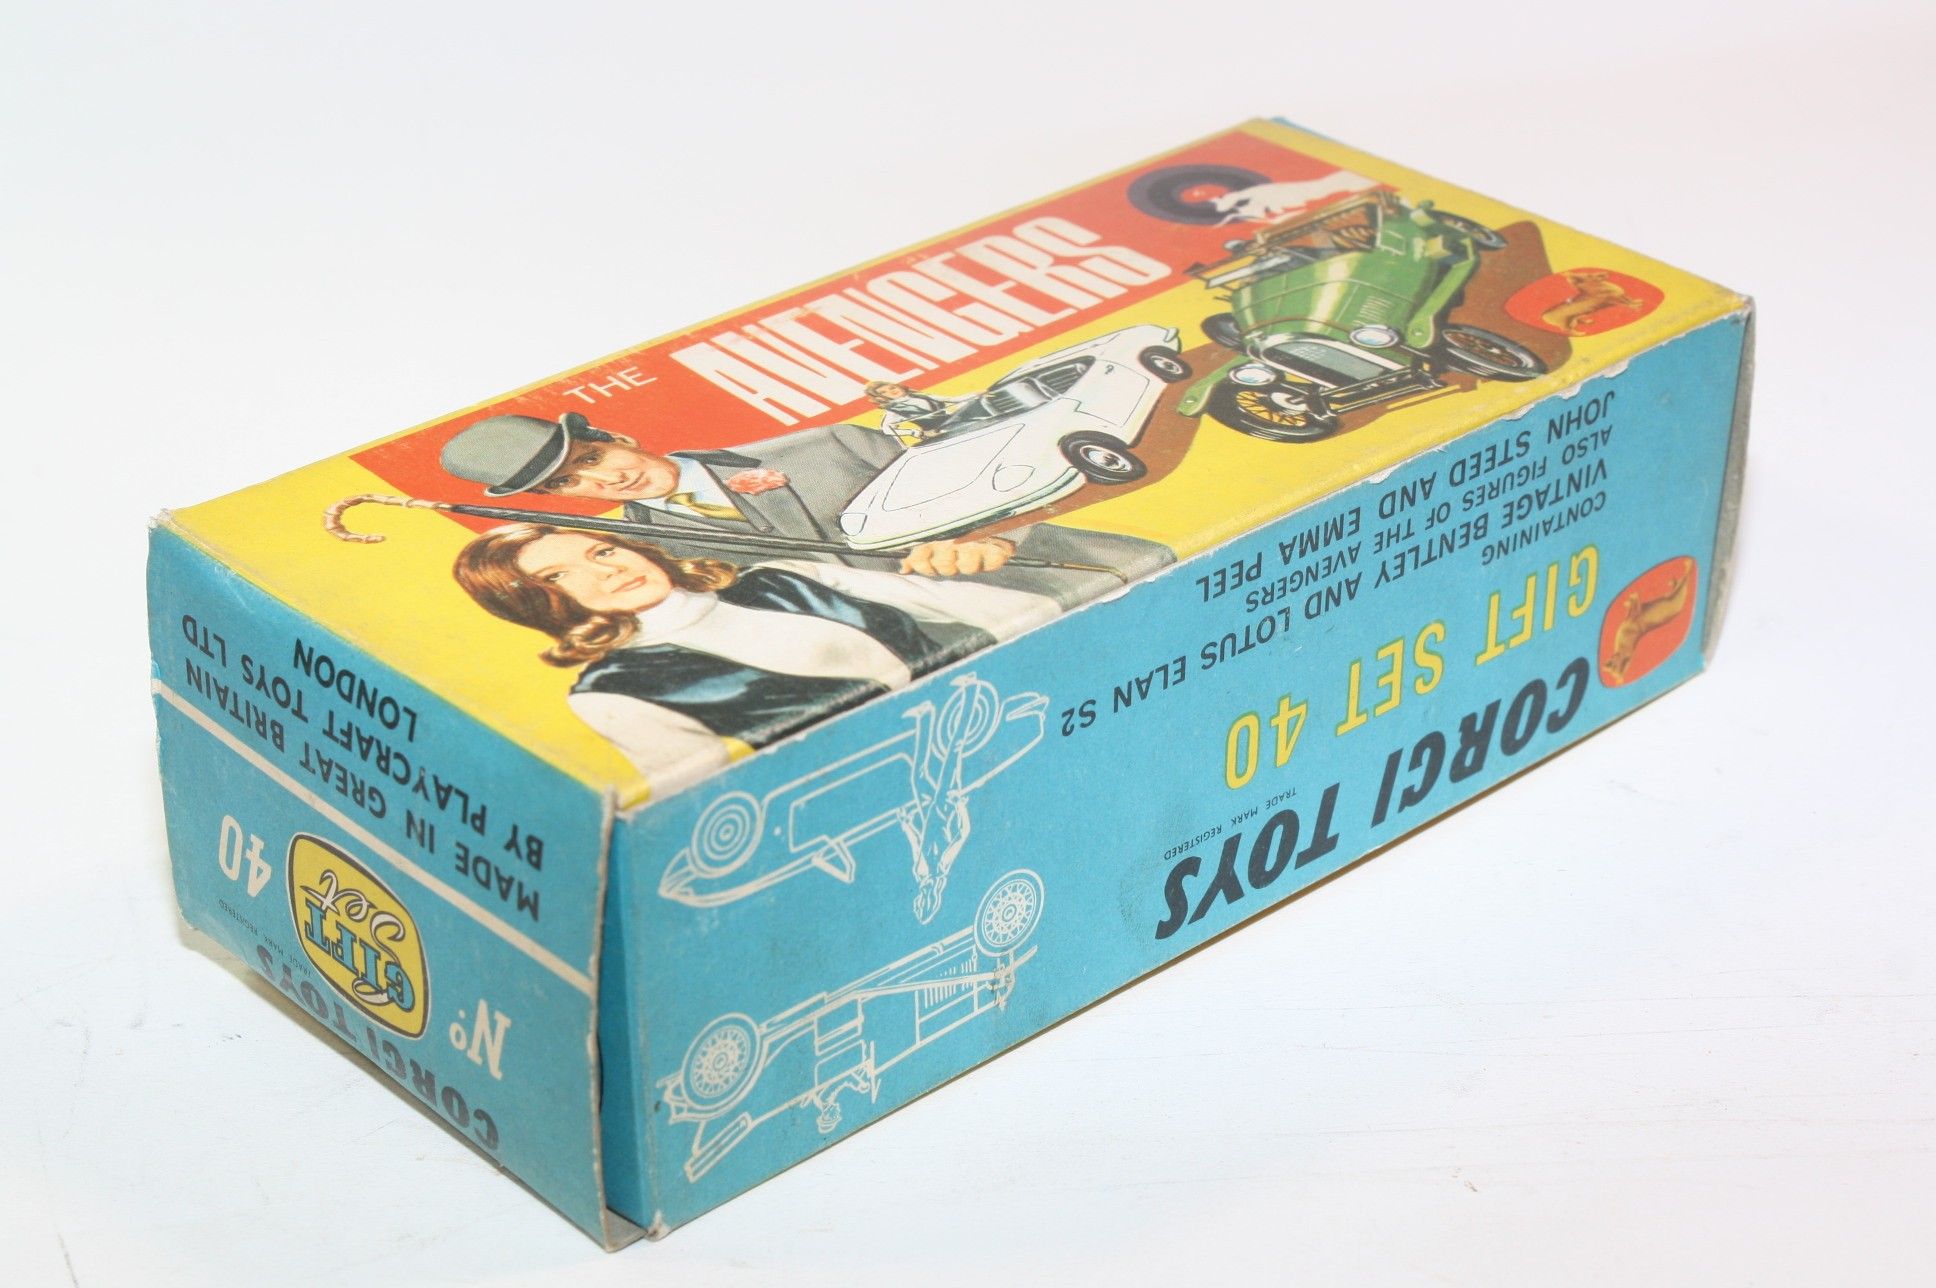 THE
AVENGERS
CORGI TOYS
TRADE MARK REGISTERED
GIFT SET 40
CONTAINING
VINTAGE BENTLEY AND LOTUS ELAN S2
ALSO FIGURES OF THE AVENGERS
JOHN STEED AND EMMA PEEL
CORGI TOYS
TRADE MARK REGISTERED
No GIFT Set 40
MADE IN GREAT BRITAIN
BY PLAYCRAFT TOYS LTD
LONDON